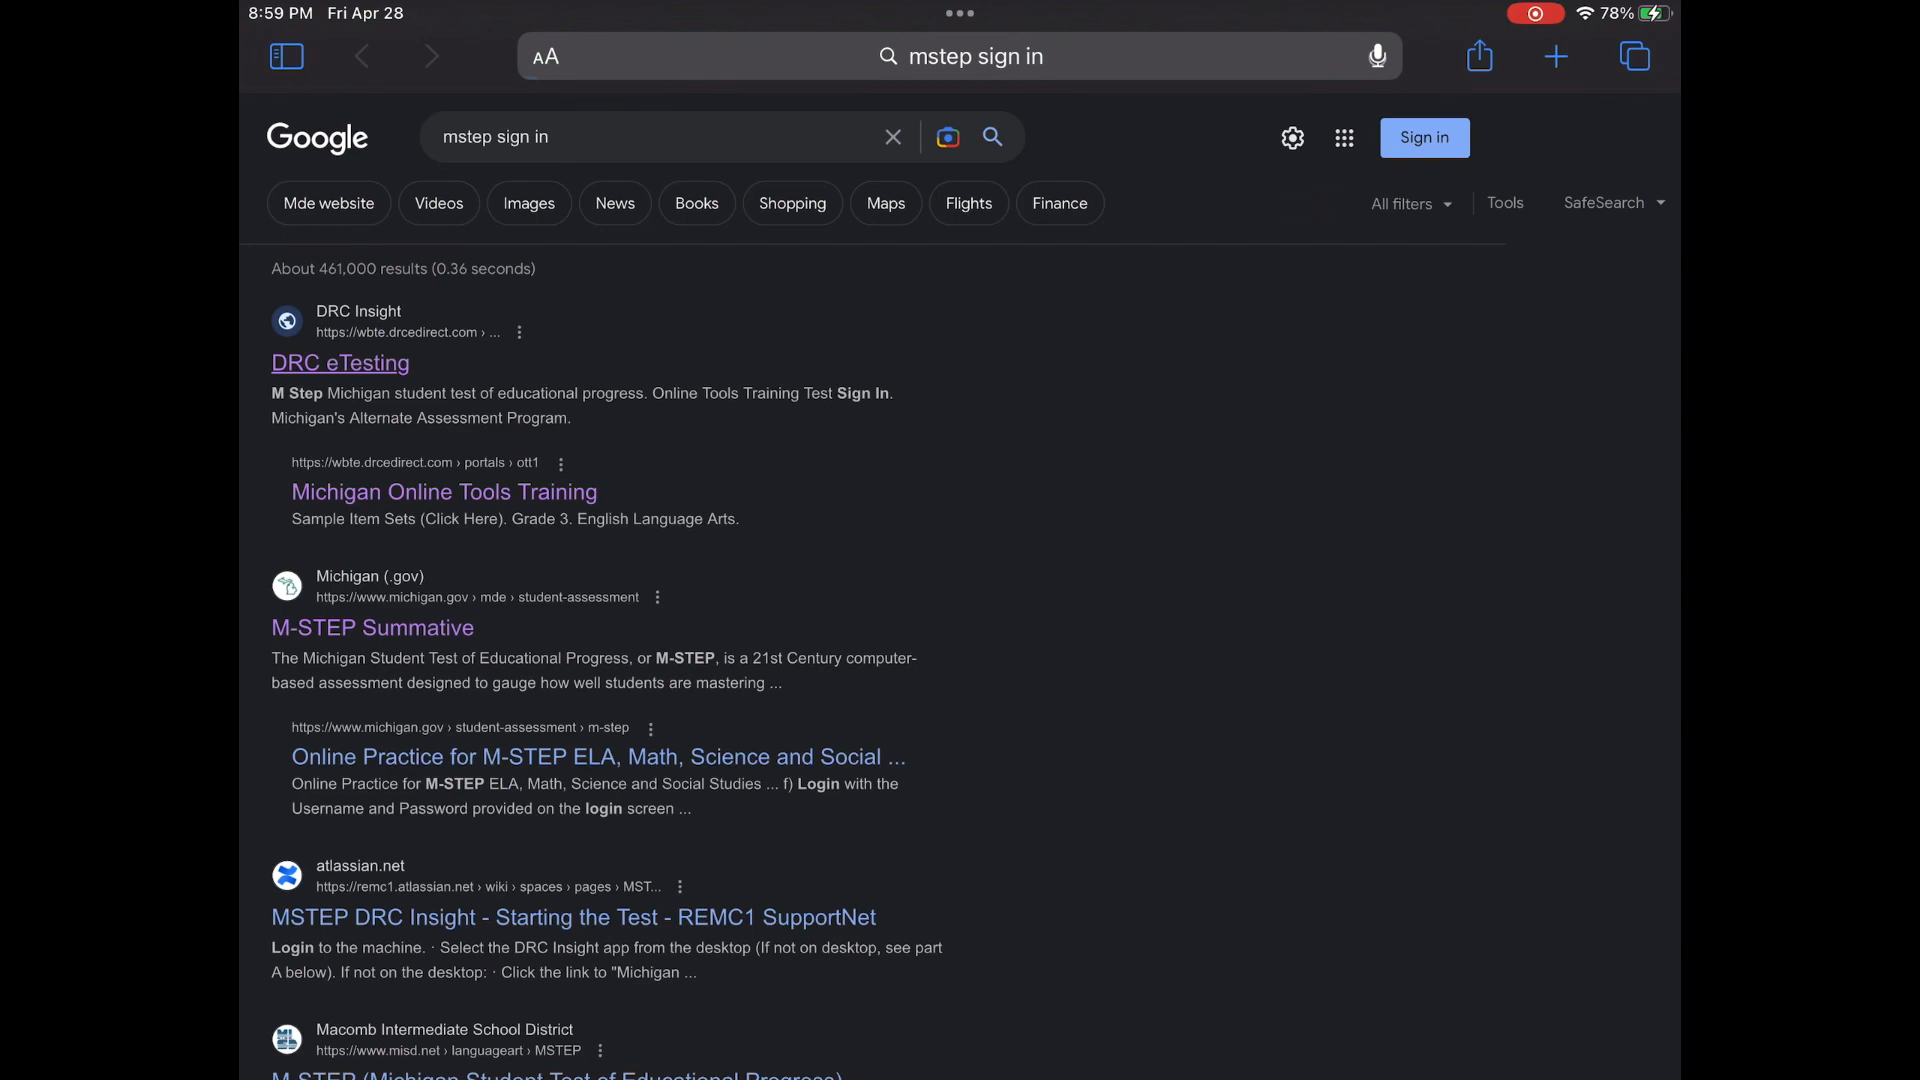 8:59 PM Fri Apr 28
78%
AA
mstep sign in
Google
mstep sign in
Sign in
Mde website
Videos
Images
News
Books
Shopping
Maps
Flights
Finance
All filters
Tools
SafeSearch
About 461,000 results (0.36 seconds)
DRC Insight
https://wbte.drcedirect.com › ...
DRC eTesting
M Step Michigan student test of educational progress. Online Tools Training Test Sign In.
Michigan's Alternate Assessment Program.
https://wbte.drcedirect.com › portals › ott1
Michigan Online Tools Training
Sample Item Sets (Click Here). Grade 3. English Language Arts.
Michigan (.gov)
https://www.michigan.gov › mde › student-assessment
M-STEP Summative
The Michigan Student Test of Educational Progress, or M-STEP, is a 21st Century computer-
based assessment designed to gauge how well students are mastering ...
https://www.michigan.gov › student-assessment › m-step
Online Practice for M-STEP ELA, Math, Science and Social ...
Online Practice for M-STEP ELA, Math, Science and Social Studies ... f) Login with the
Username and Password provided on the login screen ...
atlassian.net
https://remc1.atlassian.net › wiki › spaces › pages › MST...
MSTEP DRC Insight - Starting the Test - REMC1 SupportNet
Login to the machine. · Select the DRC Insight app from the desktop (If not on desktop, see part
A below). If not on the desktop: · Click the link to "Michigan ...
Macomb Intermediate School District
https://www.misd.net › languageart › MSTEP
M-STEP (Michigan Student Test of Educational Progress)